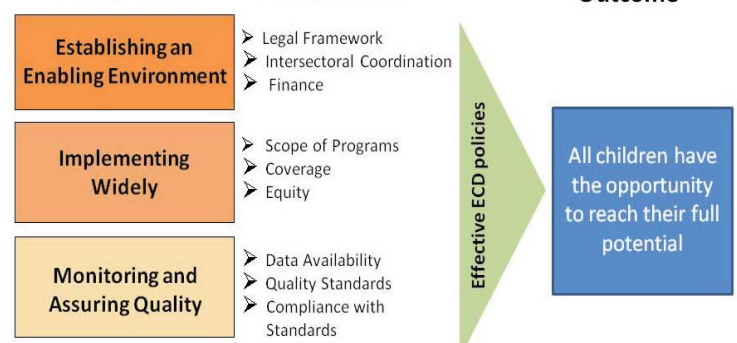 Outcome
Establishing an
Enabling Environment
➢ Legal Framework
➢ Intersectoral Coordination
➢ Finance
Implementing
Widely
➢ Scope of Programs
➢ Coverage
➢ Equity
Monitoring and
Assuring Quality
➢ Data Availability
➢ Quality Standards
➢ Compliance with
Standards
Effective ECD policies
All children have
the opportunity
to reach their full
potential